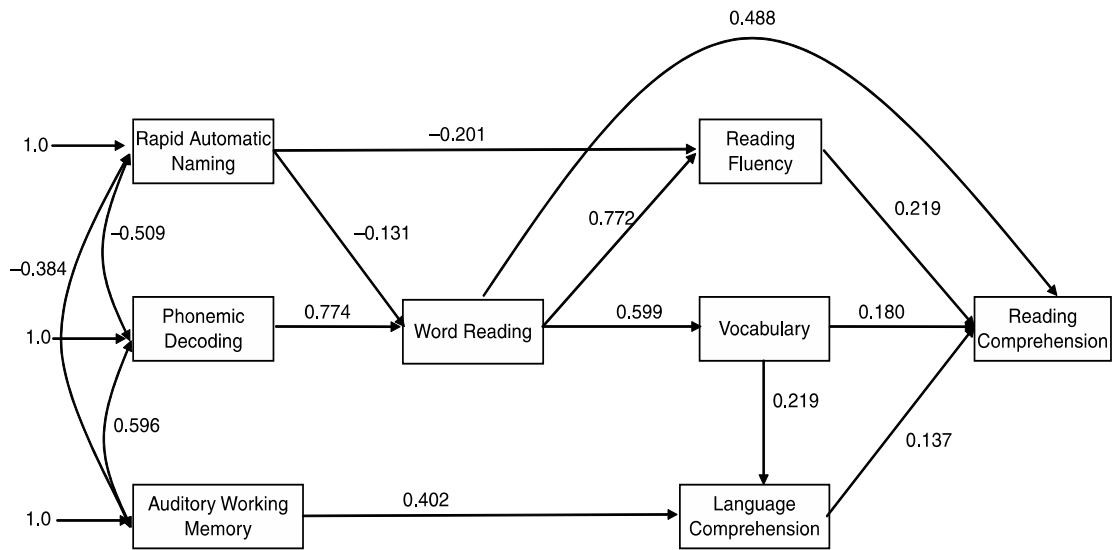 0.488
1.0
Rapid Automatic
Naming
–0.201
Reading
Fluency
–0.509
–0.131
0.772
0.219
–0.384
1.0
Phonemic
Decoding
0.774
Word Reading
0.599
Vocabulary
0.180
Reading
Comprehension
0.596
0.219
0.137
1.0
Auditory Working
Memory
0.402
Language
Comprehension